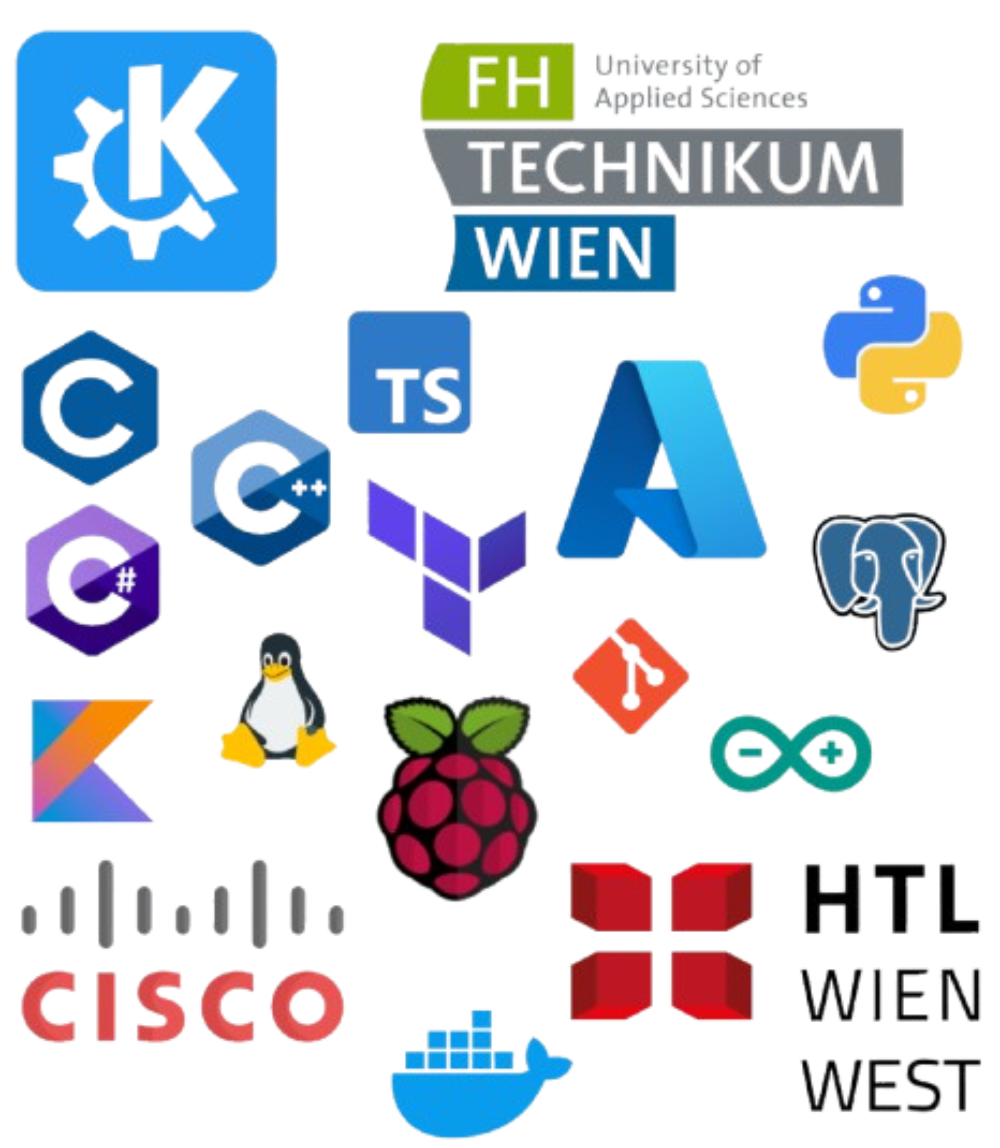 K
FH
University of
Applied Sciences
TECHNIKUM
WIEN
C
TS
C++
C#
CISCO
HTL
WIEN
WEST